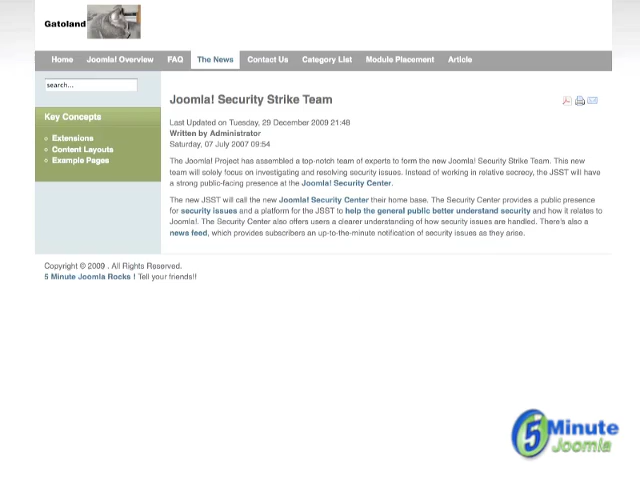 Gatoland
Home Joomla! Overview FAQ The News Contact Us Category List Module Placement Article
search...
Key Concepts
Extensions
Content Layouts
Example Pages
Joomla! Security Strike Team
Last Updated on Tuesday, 29 December 2009 21:48
Written by Administrator
Saturday, 07 July 2007 09:54
The Joomla! Project has assembled a top-notch team of experts to form the new Joomla! Security Strike Team. This new
team will solely focus on investigating and resolving security issues. Instead of working in relative secrecy, the JSST will have
a strong public-facing presence at the Joomla! Security Center.
The new JSST will call the new Joomla! Security Center their home base. The Security Center provides a public presence
for security issues and a platform for the JSST to help the general public better understand security and how it relates to
Joomla!. The Security Center also offers users a clearer understanding of how security issues are handled. There's also a
news feed, which provides subscribers an up-to-the-minute notification of security issues as they arise.
Copyright © 2009 . All Rights Reserved.
5 Minute Joomla Rocks ! Tell your friends!!
5 Minute
Joomla